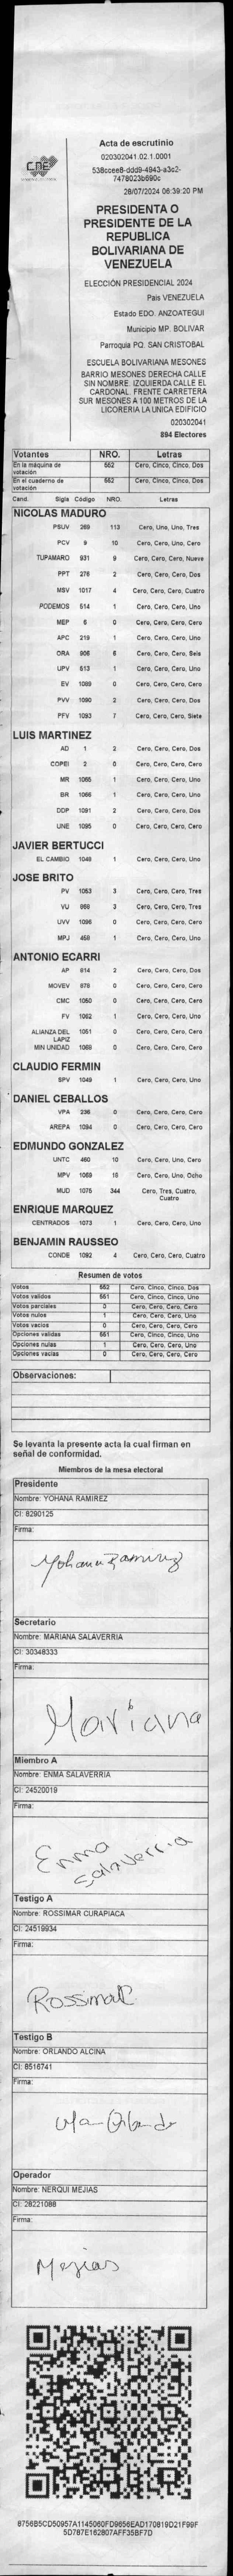 CNE
Acta de escrutinio
020302041.02.1.0001
538ccee8-ddd9-4943-a3c2-
7478023b690c
28/07/2024 06:39:20 PM
PRESIDENTA O
PRESIDENTE DE LA
REPUBLICA
BOLIVARIANA DE
VENEZUELA
ELECCIÓN PRESIDENCIAL 2024
País VENEZUELA
Estado EDO. ANZOATEGUI
Municipio MP. BOLIVAR
Parroquia PQ. SAN CRISTOBAL
ESCUELA BOLIVARIANA MESONES
BARRIO MESONES DERECHA CALLE
SIN NOMBRE. IZQUIERDA CALLE EL
CARDONAL. FRENTE CARRETERA
SUR MESONES A 100 METROS DE LA
LICORERIA LA UNICA EDIFICIO
020302041
894 Electores
Votantes NRO. Letras
En la máquina de votación 552 Cero, Cinco, Cinco, Dos
En el cuaderno de votación 552 Cero, Cinco, Cinco, Dos
Cand. Sigla Código NRO. Letras
NICOLAS MADURO
PSUV 269 113 Cero, Uno, Uno, Tres
PCV 9 10 Cero, Cero, Uno, Cero
TUPAMARO 931 9 Cero, Cero, Cero, Nueve
PPT 276 2 Cero, Cero, Cero, Dos
MSV 1017 4 Cero, Cero, Cero, Cuatro
PODEMOS 514 1 Cero, Cero, Cero, Uno
MEP 6 0 Cero, Cero, Cero, Cero
APC 219 1 Cero, Cero, Cero, Uno
ORA 906 6 Cero, Cero, Cero, Seis
UPV 613 1 Cero, Cero, Cero, Uno
EV 1089 0 Cero, Cero, Cero, Cero
PVV 1090 2 Cero, Cero, Cero, Dos
PFV 1093 7 Cero, Cero, Cero, Siete
LUIS MARTINEZ
AD 1 2 Cero, Cero, Cero, Dos
COPEI 2 0 Cero, Cero, Cero, Cero
MR 1065 1 Cero, Cero, Cero, Uno
BR 1066 1 Cero, Cero, Cero, Uno
DDP 1091 2 Cero, Cero, Cero, Dos
UNE 1095 0 Cero, Cero, Cero, Cero
JAVIER BERTUCCI
EL CAMBIO 1048 1 Cero, Cero, Cero, Uno
JOSE BRITO
PV 1053 3 Cero, Cero, Cero, Tres
VU 968 3 Cero, Cero, Cero, Tres
UVV 1096 0 Cero, Cero, Cero, Cero
MPJ 459 1 Cero, Cero, Cero, Uno
ANTONIO ECARRI
AP 814 2 Cero, Cero, Cero, Dos
MOVEV 878 0 Cero, Cero, Cero, Cero
CMC 1050 0 Cero, Cero, Cero, Cero
FV 1062 1 Cero, Cero, Cero, Uno
ALIANZA DEL LAPIZ 1051 0 Cero, Cero, Cero, Cero
MIN UNIDAD 1069 0 Cero, Cero, Cero, Cero
CLAUDIO FERMIN
SPV 1049 1 Cero, Cero, Cero, Uno
DANIEL CEBALLOS
VPA 236 0 Cero, Cero, Cero, Cero
AREPA 1094 0 Cero, Cero, Cero, Cero
EDMUNDO GONZALEZ
UNTC 460 10 Cero, Cero, Uno, Cero
MPV 1059 18 Cero, Cero, Uno, Ocho
MUD 1075 344 Cero, Tres, Cuatro, Cuatro
ENRIQUE MARQUEZ
CENTRADOS 1073 1 Cero, Cero, Cero, Uno
BENJAMIN RAUSSEO
CONDE 1092 4 Cero, Cero, Cero, Cuatro
Resumen de votos
Votos 552 Cero, Cinco, Cinco, Dos
Votos validos 551 Cero, Cinco, Cinco, Uno
Votos parciales 0 Cero, Cero, Cero, Cero
Votos nulos 1 Cero, Cero, Cero, Uno
Votos vacios 0 Cero, Cero, Cero, Cero
Opciones validas 551 Cero, Cinco, Cinco, Uno
Opciones nulas 1 Cero, Cero, Cero, Uno
Opciones vacias 0 Cero, Cero, Cero, Cero
Observaciones:
Se levanta la presente acta la cual firman en
señal de conformidad.
Miembros de la mesa electoral
Presidente
Nombre: YOHANA RAMIREZ
CI: 8290125
Firma:
Yohana Ramirez
Secretario
Nombre: MARIANA SALAVERRIA
CI: 30348333
Firma:
Mariana
Miembro A
Nombre: ENMA SALAVERRIA
CI: 24520019
Firma:
Enma
Salaverria
Testigo A
Nombre: ROSSIMAR CURAPIACA
CI: 24519934
Firma:
Rossimar
Testigo B
Nombre: ORLANDO ALCINA
CI: 8516741
Firma:
Orlando
Operador
Nombre: NERQUI MEJIAS
CI: 28221088
Firma:
Mejias
8756B5CD50957A1145060FD9656EAD170819D21F99F
5D787E162807AFF35BF7D